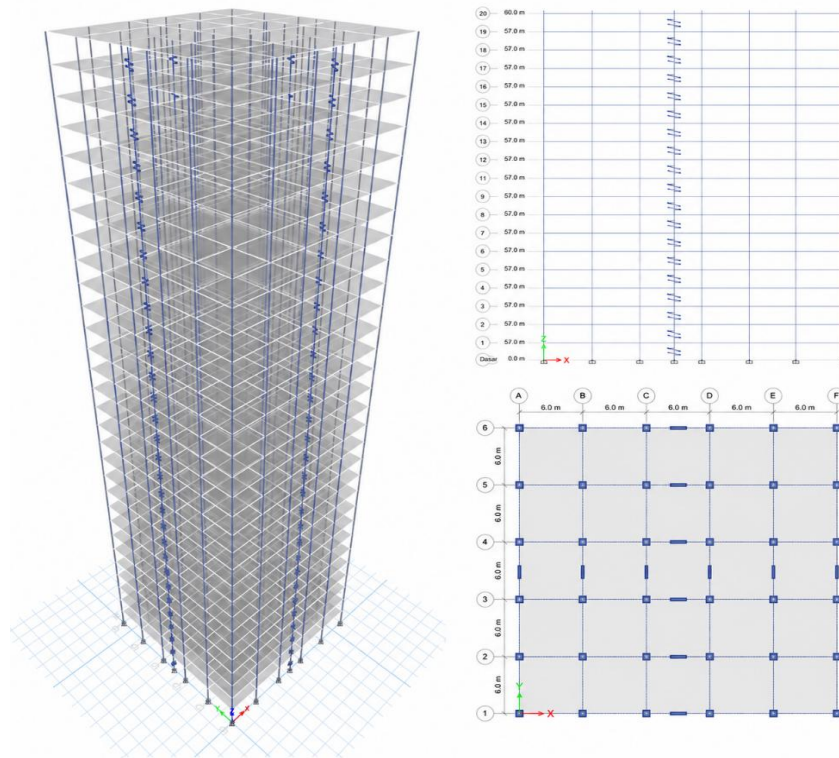 20 60.0 m
19 57.0 m
18 57.0 m
17 57.0 m
16 57.0 m
15 57.0 m
14 57.0 m
13 57.0 m
12 57.0 m
11 57.0 m
9 57.0 m
8 57.0 m
7 57.0 m
6 57.0 m
5 57.0 m
4 57.0 m
3 57.0 m
2 57.0 m
1 57.0 m
Dasar 0.0 m
Z
X
A B C D E F
6.0 m 6.0 m 6.0 m 6.0 m 6.0 m
6
6.0 m
5
6.0 m
4
6.0 m
3
6.0 m
2
6.0 m
1
Y
X
Y Z X